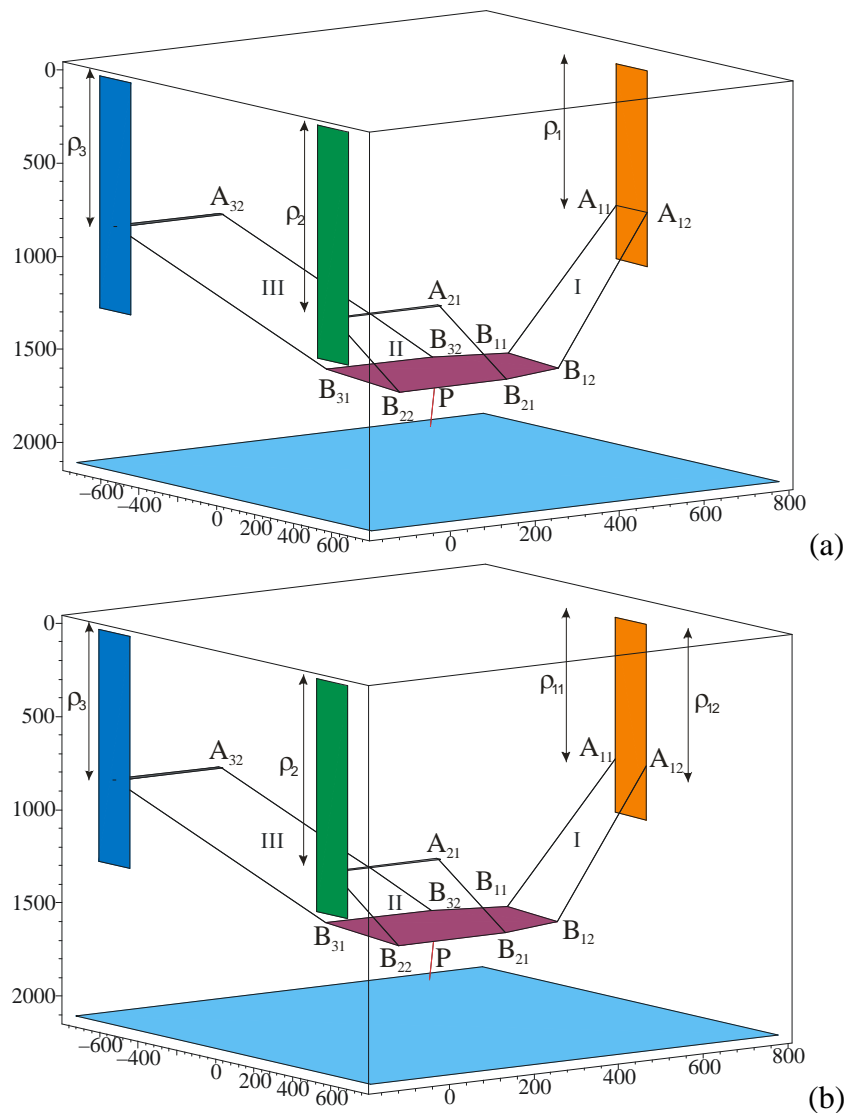 0
500
1000
1500
2000
ρ₃
ρ₂
ρ₁
A₃₂
A₂₁
A₁₁
A₁₂
III
II
I
B₃₁
B₂₂
B₃₂
B₁₁
B₂₁
B₁₂
P
−600 −400 0 200 400 600
0 200 400 600 800
(a)
0
500
1000
1500
2000
ρ₃
ρ₂
ρ₁₁
ρ₁₂
A₃₂
A₂₁
A₁₁
A₁₂
III
II
I
B₃₁
B₂₂
B₃₂
B₁₁
B₂₁
B₁₂
P
−600 −400 0 200 400 600
0 200 400 600 800
(b)